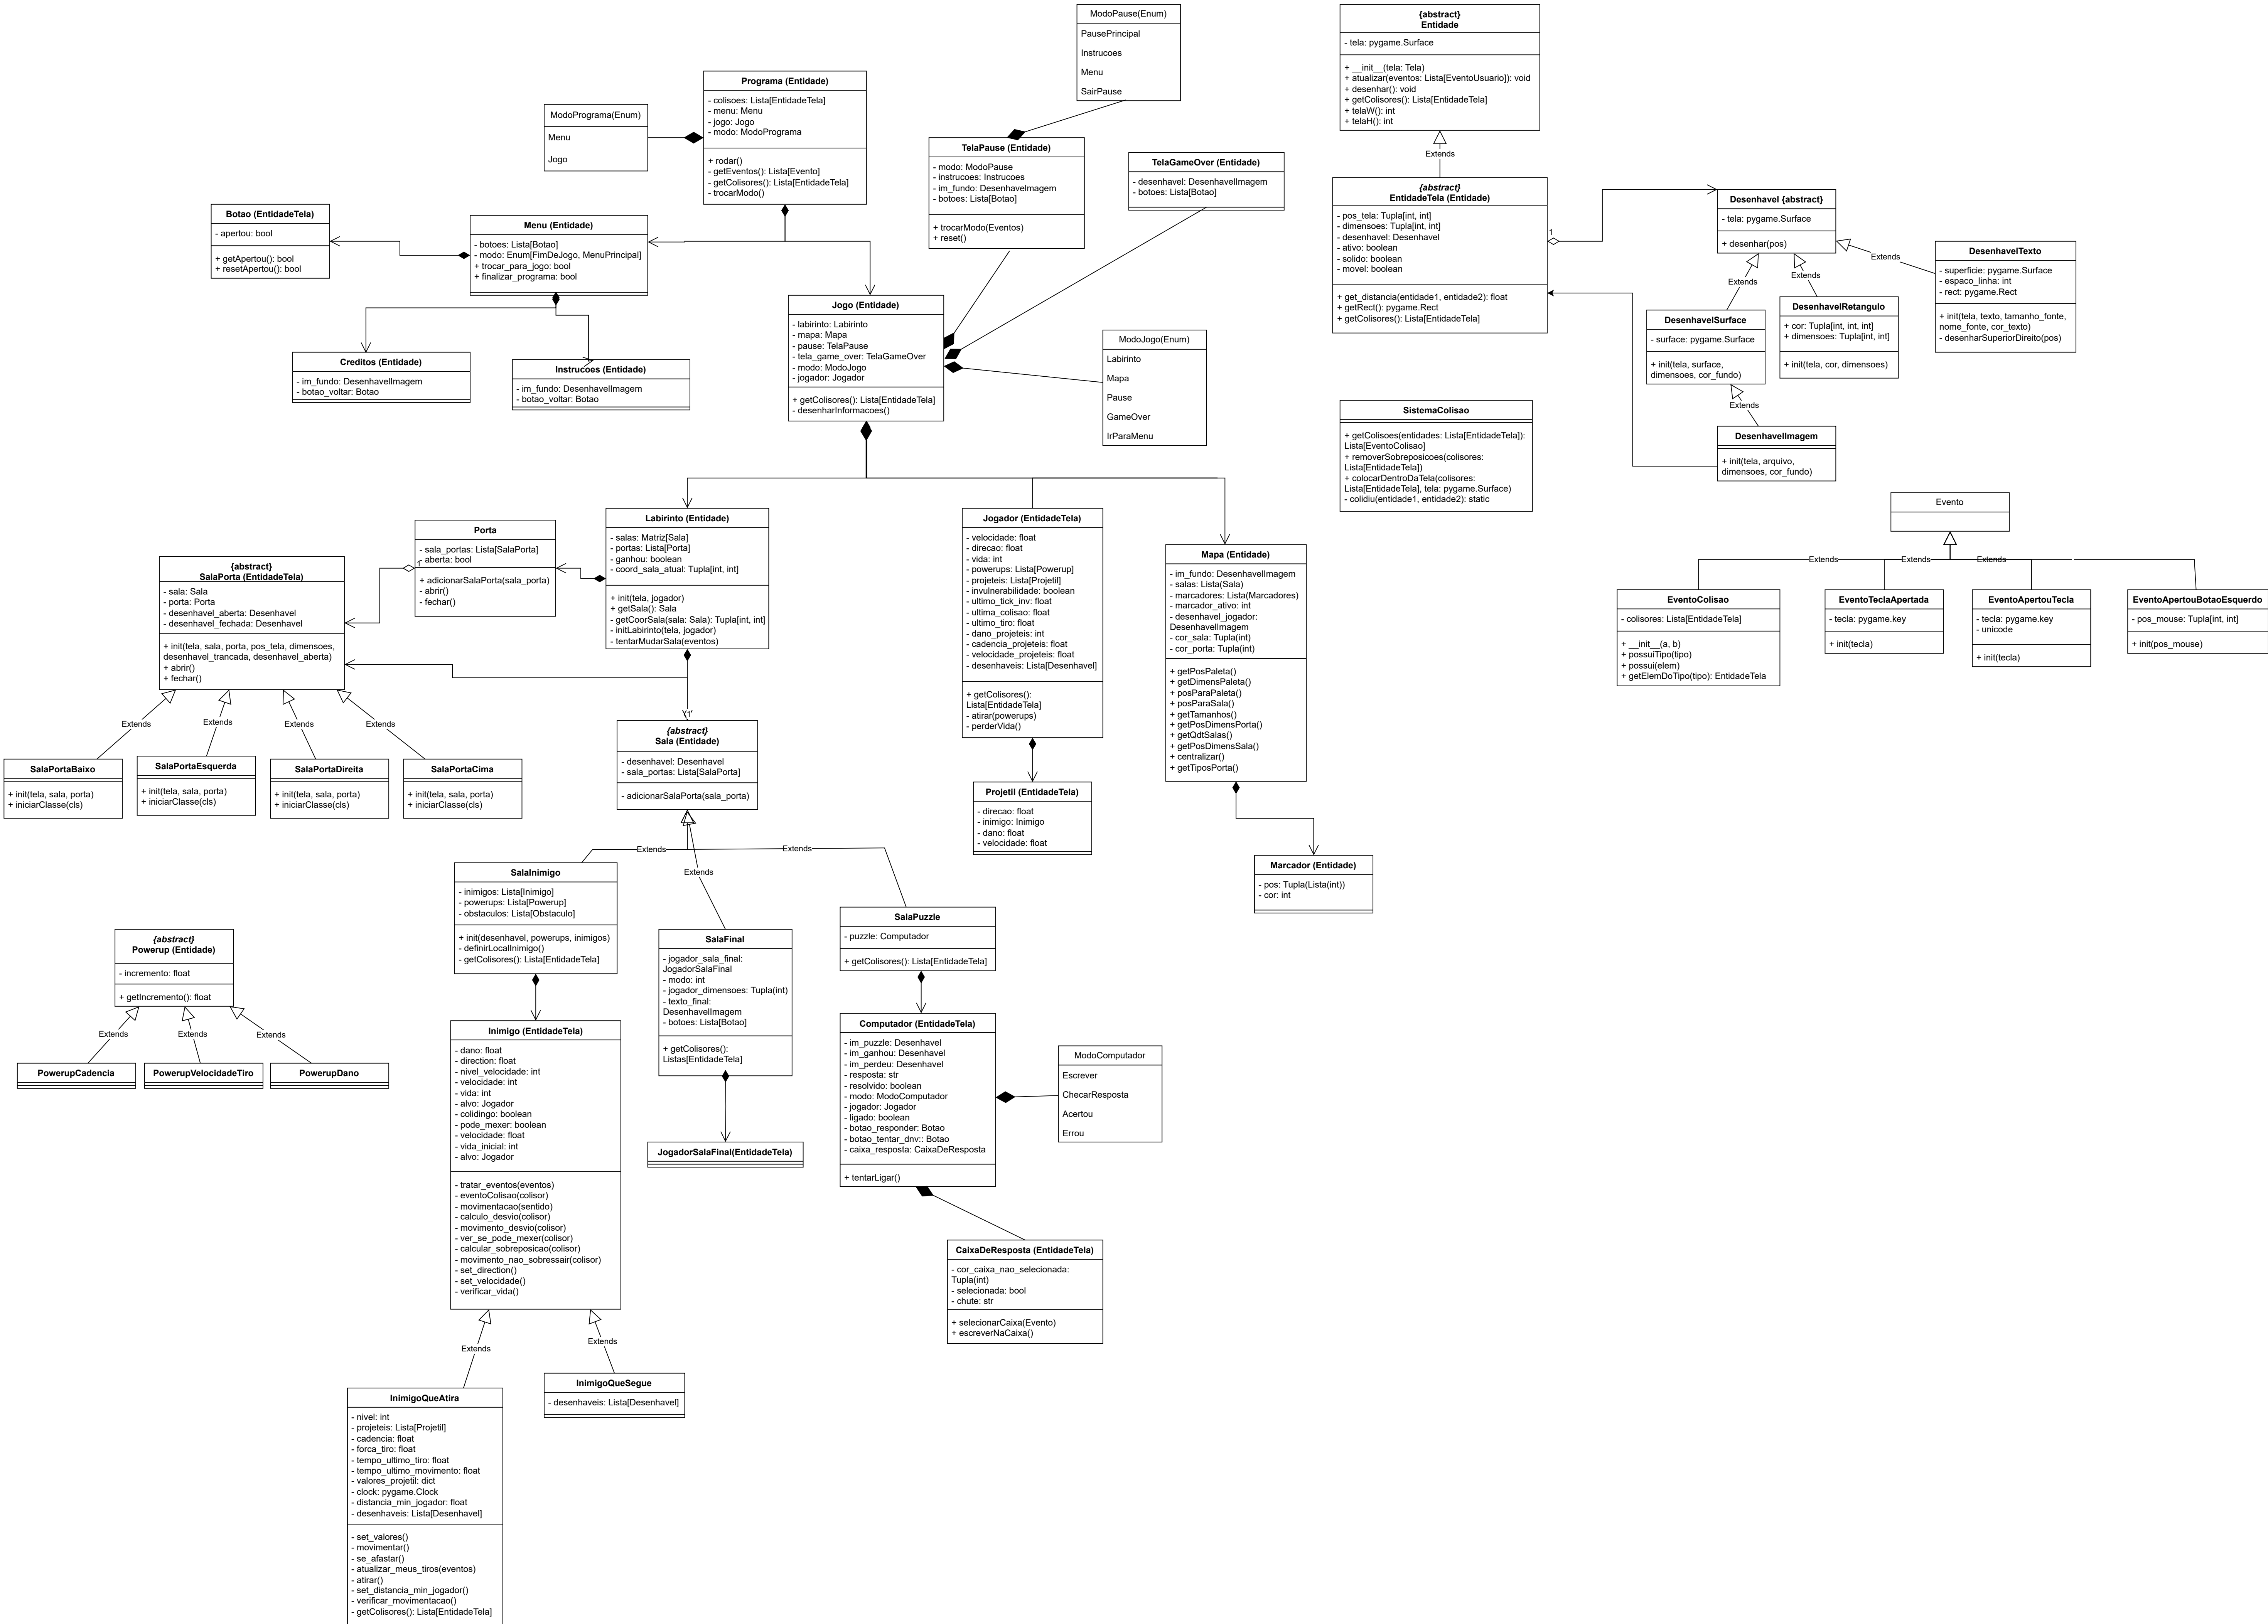 ModoPause(Enum)
PausePrincipal
Instrucoes
Menu
SairPause
{abstract}
Entidade
- tela: pygame.Surface
+ __init__(tela: Tela)
+ atualizar(eventos: Lista[EventoUsuario]): void
+ desenhar(): void
+ getColisores(): Lista[EntidadeTela]
+ telaW(): int
+ telaH(): int
Extends
Programa (Entidade)
- colisoes: Lista[EntidadeTela]
- menu: Menu
- jogo: Jogo
- modo: ModoPrograma
+ rodar()
- getEventos(): Lista[Evento]
- getColisores(): Lista[EntidadeTela]
- trocarModo()
ModoPrograma(Enum)
Menu
Jogo
TelaPause (Entidade)
- modo: ModoPause
- instrucoes: Instrucoes
- im_fundo: DesenhavelImagem
- botoes: Lista[Botao]
+ trocarModo(Eventos)
+ reset()
TelaGameOver (Entidade)
- desenhavel: DesenhavelImagem
- botoes: Lista[Botao]
{abstract}
EntidadeTela (Entidade)
- pos_tela: Tupla[int, int]
- dimensoes: Tupla[int, int]
- desenhavel: Desenhavel
- ativo: boolean
- solido: boolean
- movel: boolean
+ get_distancia(entidade1, entidade2): float
+ getRect(): pygame.Rect
+ getColisores(): Lista[EntidadeTela]
1
Desenhavel {abstract}
- tela: pygame.Surface
+ desenhar(pos)
Extends
Extends
Extends
DesenhavelTexto
- superficie: pygame.Surface
- espaco_linha: int
- rect: pygame.Rect
+ init(tela, texto, tamanho_fonte,
nome_fonte, cor_texto)
- desenharSuperiorDireito(pos)
DesenhavelSurface
- surface: pygame.Surface
+ init(tela, surface,
dimensoes, cor_fundo)
DesenhavelRetangulo
+ cor: Tupla[int, int, int]
+ dimensoes: Tupla[int, int]
+ init(tela, cor, dimensoes)
Extends
DesenhavelImagem
+ init(tela, arquivo,
dimensoes, cor_fundo)
Botao (EntidadeTela)
- apertou: bool
+ getApertou(): bool
+ resetApertou(): bool
Menu (Entidade)
- botoes: Lista[Botao]
- modo: Enum[FimDeJogo, MenuPrincipal]
+ trocar_para_jogo: bool
+ finalizar_programa: bool
Creditos (Entidade)
- im_fundo: DesenhavelImagem
- botao_voltar: Botao
Instrucoes (Entidade)
- im_fundo: DesenhavelImagem
- botao_voltar: Botao
Jogo (Entidade)
- labirinto: Labirinto
- mapa: Mapa
- pause: TelaPause
- tela_game_over: TelaGameOver
- modo: ModoJogo
- jogador: Jogador
+ getColisores(): Lista[EntidadeTela]
- desenharInformacoes()
ModoJogo(Enum)
Labirinto
Mapa
Pause
GameOver
IrParaMenu
SistemaColisao
+ getColisoes(entidades: Lista[EntidadeTela]):
Lista[EventoColisao]
+ removerSobreposicoes(colisores:
Lista[EntidadeTela])
+ colocarDentroDaTela(colisores:
Lista[EntidadeTela], tela: pygame.Surface)
- colidiu(entidade1, entidade2): static
Evento
Extends
Extends
Extends
EventoColisao
- colisores: Lista[EntidadeTela]
+ __init__(a, b)
+ possuiTipo(tipo)
+ possui(elem)
+ getElemDoTipo(tipo): EntidadeTela
EventoTeclaApertada
- tecla: pygame.key
+ init(tecla)
EventoApertouTecla
- tecla: pygame.key
- unicode
+ init(tecla)
EventoApertouBotaoEsquerdo
- pos_mouse: Tupla[int, int]
+ init(pos_mouse)
Porta
- sala_portas: Lista[SalaPorta]
- aberta: bool
+ adicionarSalaPorta(sala_porta)
- abrir()
- fechar()
1
{abstract}
SalaPorta (EntidadeTela)
- sala: Sala
- porta: Porta
- desenhavel_aberta: Desenhavel
- desenhavel_fechada: Desenhavel
+ init(tela, sala, porta, pos_tela, dimensoes,
desenhavel_trancada, desenhavel_aberta)
+ abrir()
+ fechar()
Extends
Extends
Extends
Extends
SalaPortaBaixo
+ init(tela, sala, porta)
+ iniciarClasse(cls)
SalaPortaEsquerda
+ init(tela, sala, porta)
+ iniciarClasse(cls)
SalaPortaDireita
+ init(tela, sala, porta)
+ iniciarClasse(cls)
SalaPortaCima
+ init(tela, sala, porta)
+ iniciarClasse(cls)
Labirinto (Entidade)
- salas: Matriz[Sala]
- portas: Lista[Porta]
- ganhou: boolean
- coord_sala_atual: Tupla[int, int]
+ init(tela, jogador)
+ getSala(): Sala
- getCoorSala(sala: Sala): Tupla[int, int]
- initLabirinto(tela, jogador)
- tentarMudarSala(eventos)
1
{abstract}
Sala (Entidade)
- desenhavel: Desenhavel
- sala_portas: Lista[SalaPorta]
- adicionarSalaPorta(sala_porta)
Extends
Extends
Extends
Jogador (EntidadeTela)
- velocidade: float
- direcao: float
- vida: int
- powerups: Lista[Powerup]
- projeteis: Lista[Projetil]
- invulnerabilidade: boolean
- ultimo_tick_inv: float
- ultima_colisao: float
- ultimo_tiro: float
- dano_projeteis: int
- cadencia_projeteis: float
- velocidade_projeteis: float
- desenhaveis: Lista[Desenhavel]
+ getColisores():
Lista[EntidadeTela]
- atirar(powerups)
- perderVida()
Projetil (EntidadeTela)
- direcao: float
- inimigo: Inimigo
- dano: float
- velocidade: float
Mapa (Entidade)
- im_fundo: DesenhavelImagem
- salas: Lista(Sala)
- marcadores: Lista(Marcadores)
- marcador_ativo: int
- desenhavel_jogador:
DesenhavelImagem
- cor_sala: Tupla(int)
- cor_porta: Tupla(int)
+ getPosPaleta()
+ getDimensPaleta()
+ posParaPaleta()
+ posParaSala()
+ getTamanhos()
+ getPosDimensPorta()
+ getQdtSalas()
+ getPosDimensSala()
+ centralizar()
+ getTiposPorta()
Marcador (Entidade)
- pos: Tupla(Lista(int))
- cor: int
SalaInimigo
- inimigos: Lista[Inimigo]
- powerups: Lista[Powerup]
- obstaculos: Lista[Obstaculo]
+ init(desenhavel, powerups, inimigos)
- definirLocalInimigo()
- getColisores(): Lista[EntidadeTela]
SalaFinal
- jogador_sala_final:
JogadorSalaFinal
- modo: int
- jogador_dimensoes: Tupla(int)
- texto_final:
DesenhavelImagem
- botoes: Lista[Botao]
+ getColisores():
Listas[EntidadeTela]
JogadorSalaFinal(EntidadeTela)
SalaPuzzle
- puzzle: Computador
+ getColisores(): Lista[EntidadeTela]
Computador (EntidadeTela)
- im_puzzle: Desenhavel
- im_ganhou: Desenhavel
- im_perdeu: Desenhavel
- resposta: str
- resolvido: boolean
- modo: ModoComputador
- jogador: Jogador
- ligado: boolean
- botao_responder: Botao
- botao_tentar_dnv:: Botao
- caixa_resposta: CaixaDeResposta
+ tentarLigar()
ModoComputador
Escrever
ChecarResposta
Acertou
Errou
CaixaDeResposta (EntidadeTela)
- cor_caixa_nao_selecionada:
Tupla(int)
- selecionada: bool
- chute: str
+ selecionarCaixa(Evento)
+ escreverNaCaixa()
{abstract}
Powerup (Entidade)
- incremento: float
+ getIncremento(): float
Extends
Extends
Extends
PowerupCadencia
PowerupVelocidadeTiro
PowerupDano
Inimigo (EntidadeTela)
- dano: float
- direction: float
- nivel_velocidade: int
- velocidade: int
- vida: int
- alvo: Jogador
- colidingo: boolean
- pode_mexer: boolean
- velocidade: float
- vida_inicial: int
- alvo: Jogador
- tratar_eventos(eventos)
- eventoColisao(colisor)
- movimentacao(sentido)
- calculo_desvio(colisor)
- movimento_desvio(colisor)
- ver_se_pode_mexer(colisor)
- calcular_sobreposicao(colisor)
- movimento_nao_sobressair(colisor)
- set_direction()
- set_velocidade()
- verificar_vida()
Extends
Extends
InimigoQueSegue
- desenhaveis: Lista[Desenhavel]
InimigoQueAtira
- nivel: int
- projeteis: Lista[Projetil]
- cadencia: float
- forca_tiro: float
- tempo_ultimo_tiro: float
- tempo_ultimo_movimento: float
- valores_projetil: dict
- clock: pygame.Clock
- distancia_min_jogador: float
- desenhaveis: Lista[Desenhavel]
- set_valores()
- movimentar()
- se_afastar()
- atualizar_meus_tiros(eventos)
- atirar()
- set_distancia_min_jogador()
- verificar_movimentacao()
- getColisores(): Lista[EntidadeTela]